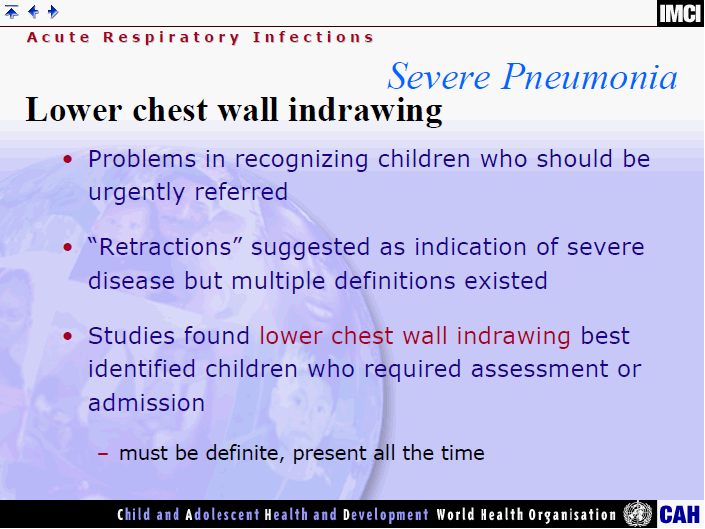 IMCI
Acute Respiratory Infections
Severe Pneumonia
Lower chest wall indrawing
• Problems in recognizing children who should be
urgently referred
• “Retractions” suggested as indication of severe
disease but multiple definitions existed
• Studies found lower chest wall indrawing best
identified children who required assessment or
admission
– must be definite, present all the time
Child and Adolescent Health and Development World Health Organisation CAH